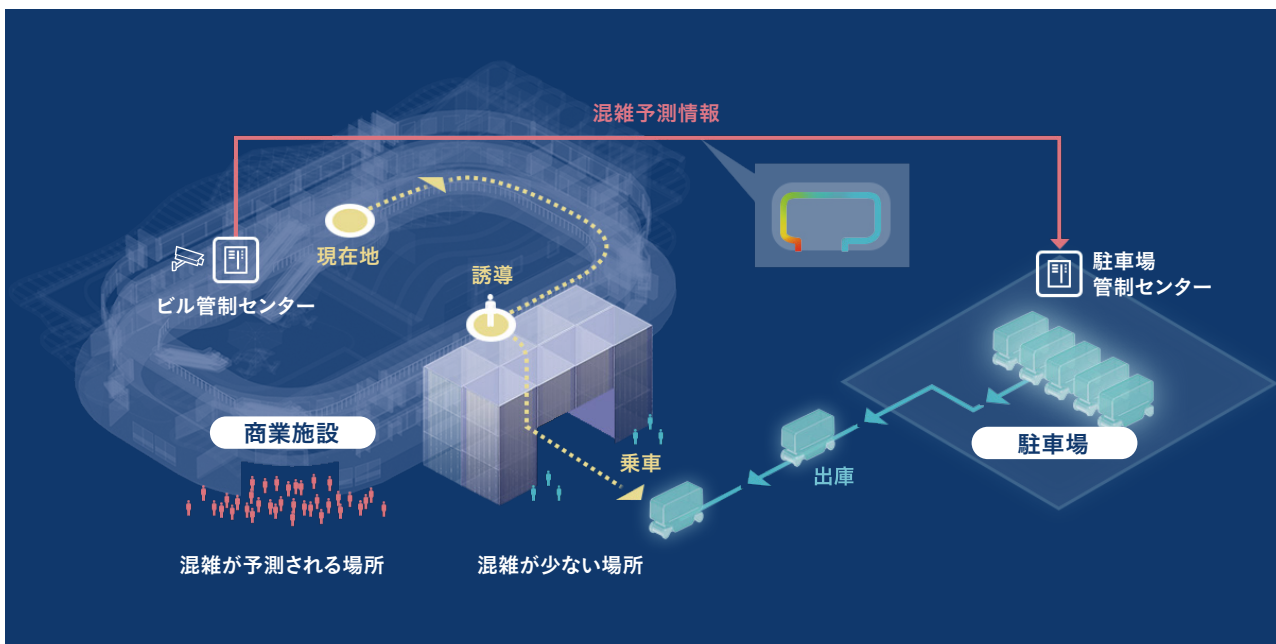 混雑予測情報
現在地
誘導
ビル管制センター
駐車場
管制センター
商業施設
駐車場
乗車
出庫
混雑が予測される場所
混雑が少ない場所